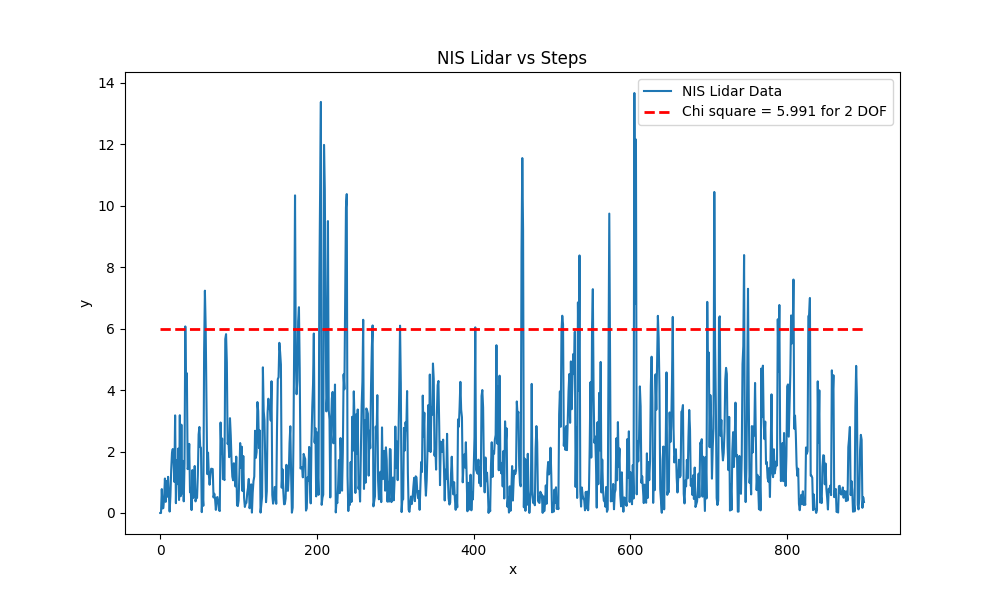 NIS Lidar vs Steps
NIS Lidar Data
Chi square = 5.991 for 2 DOF
14
12
10
8
6
4
2
0
y
0 200 400 600 800
x